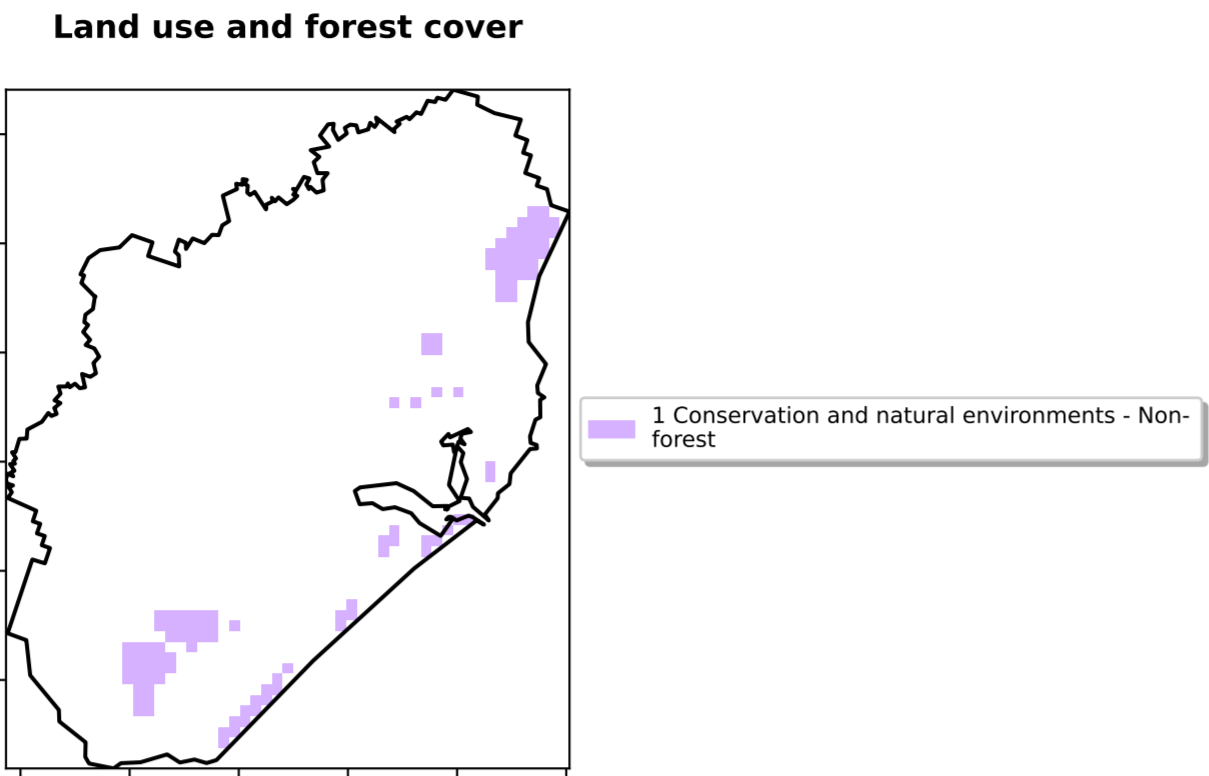 Land use and forest cover
1 Conservation and natural environments - Non-
forest